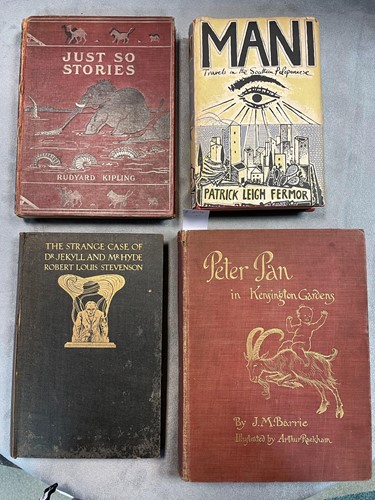 JUST SO
STORIES
RUDYARD KIPLING
MANI
Travels in the Southern Peloponnese
PATRICK LEIGH FERMOR
THE STRANGE CASE OF
DR JEKYLL AND MR HYDE
ROBERT LOUIS STEVENSON
Peter Pan
in Kensington Gardens
By J.M. Barrie
Illustrated by Arthur Rackham